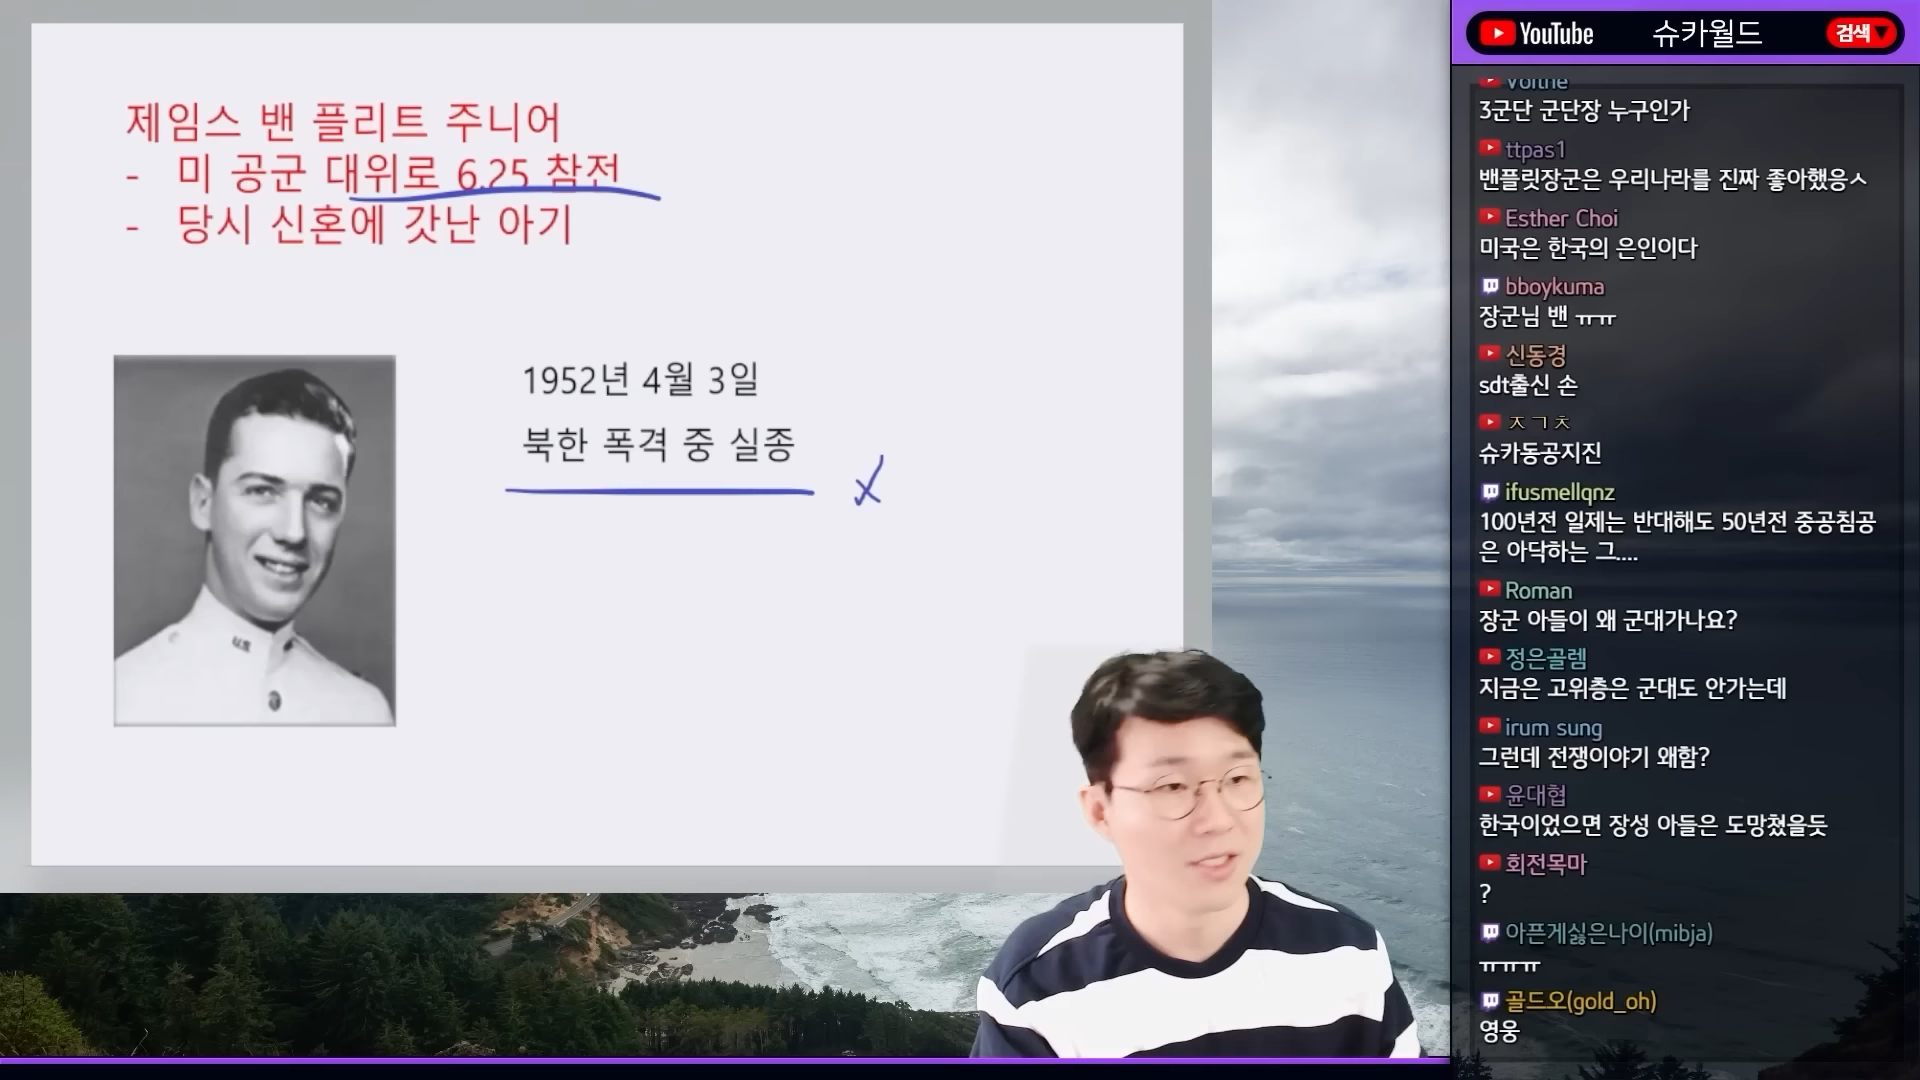 제임스 밴 플리트 주니어
- 미 공군 대위로 6.25 참전
- 당시 신혼에 갓난 아기
1952년 4월 3일
북한 폭격 중 실종
US
YouTube 슈카월드 검색▼
3군단 군단장 누구인가
ttpas1
밴플릿장군은 우리나라를 진짜 좋아했응ㅅ
Esther Choi
미국은 한국의 은인이다
bboykuma
장군님 밴 ㅠㅠ
신동경
sdt출신 손
ㅈㄱㅊ
슈카동공지진
ifusmellqnz
100년전 일제는 반대해도 50년전 중공침공
은 아닥하는 그....
Roman
장군 아들이 왜 군대가나요?
정은골렘
지금은 고위층은 군대도 안가는데
irum sung
그런데 전쟁이야기 왜함?
윤대협
한국이었으면 장성 아들은 도망쳤을듯
회전목마
?
아픈게싫은나이(mibja)
ㅠㅠㅠ
골드오(gold_oh)
영웅